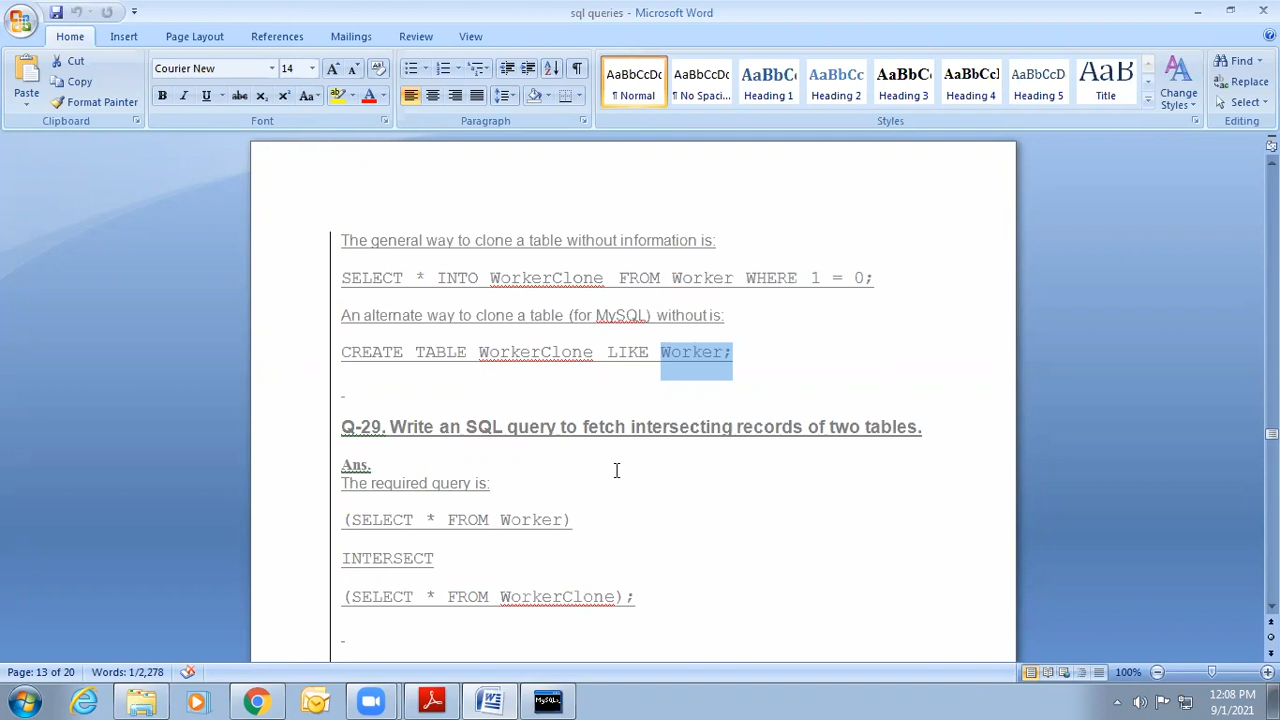 sql queries - Microsoft Word
Home Insert Page Layout References Mailings Review View
Paste
Cut
Copy
Format Painter
Clipboard
Courier New 14
B I U abc x₂ x² Aa
Font
Paragraph
AaBbCcDc AaBbCcDc AaBbC AaBbCc AaBbC AaBbCcI AaBbCcD AaB
¶ Normal ¶ No Spaci... Heading 1 Heading 2 Heading 3 Heading 4 Heading 5 Title
Change Styles
Styles
Find
Replace
Select
Editing
The general way to clone a table without information is:
SELECT * INTO WorkerClone FROM Worker WHERE 1 = 0;
An alternate way to clone a table (for MySQL) without is:
CREATE TABLE WorkerClone LIKE Worker;
Q-29. Write an SQL query to fetch intersecting records of two tables.
Ans.
The required query is:
(SELECT * FROM Worker)
INTERSECT
(SELECT * FROM WorkerClone);
Page: 13 of 20 Words: 1/2,278 100%
12:08 PM
9/1/2021